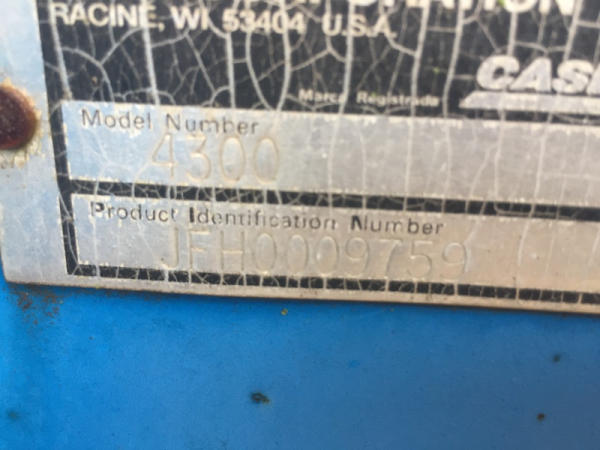 RACINE, WI 53404 U.S.A.
CASE
Marca Registrada
Model Number
4300
Product Identification Number
JFH0009759